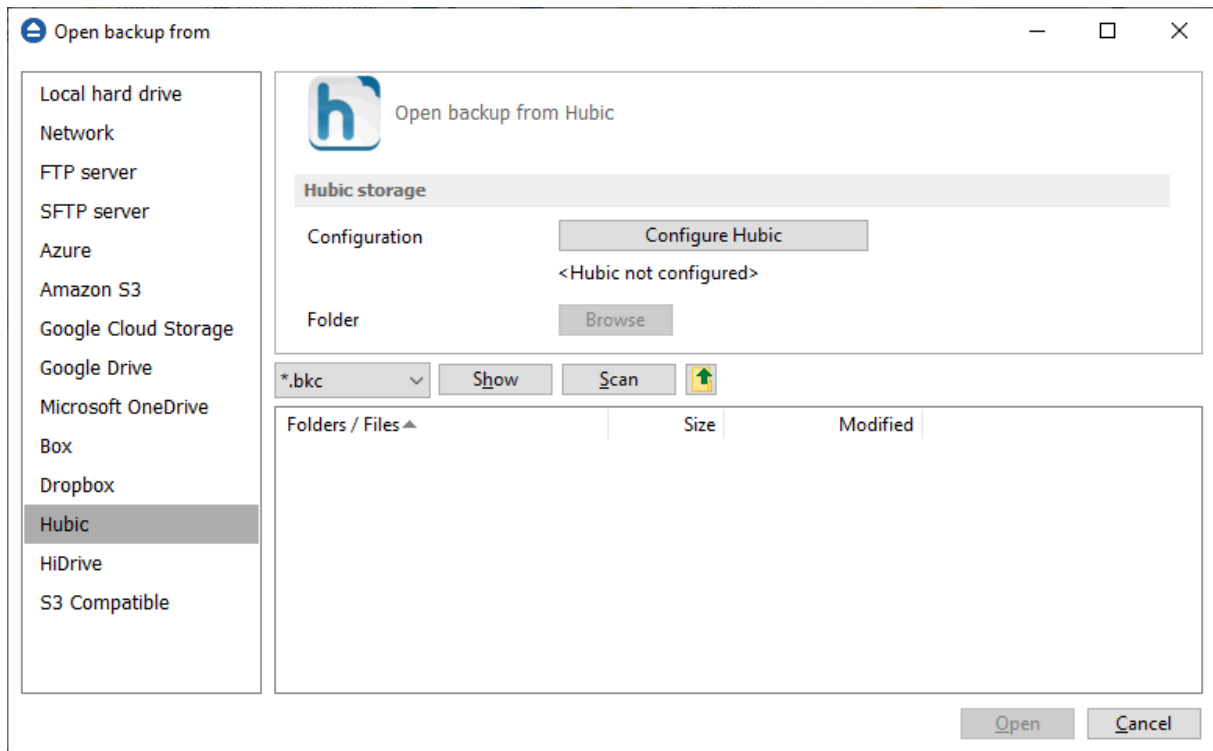 Open backup from
Local hard drive
Network
FTP server
SFTP server
Azure
Amazon S3
Google Cloud Storage
Google Drive
Microsoft OneDrive
Box
Dropbox
Hubic
HiDrive
S3 Compatible
h
Open backup from Hubic
Hubic storage
Configuration
Configure Hubic
<Hubic not configured>
Folder
Browse
*.bkc
Show
Scan
Folders / Files
Size
Modified
Open
Cancel